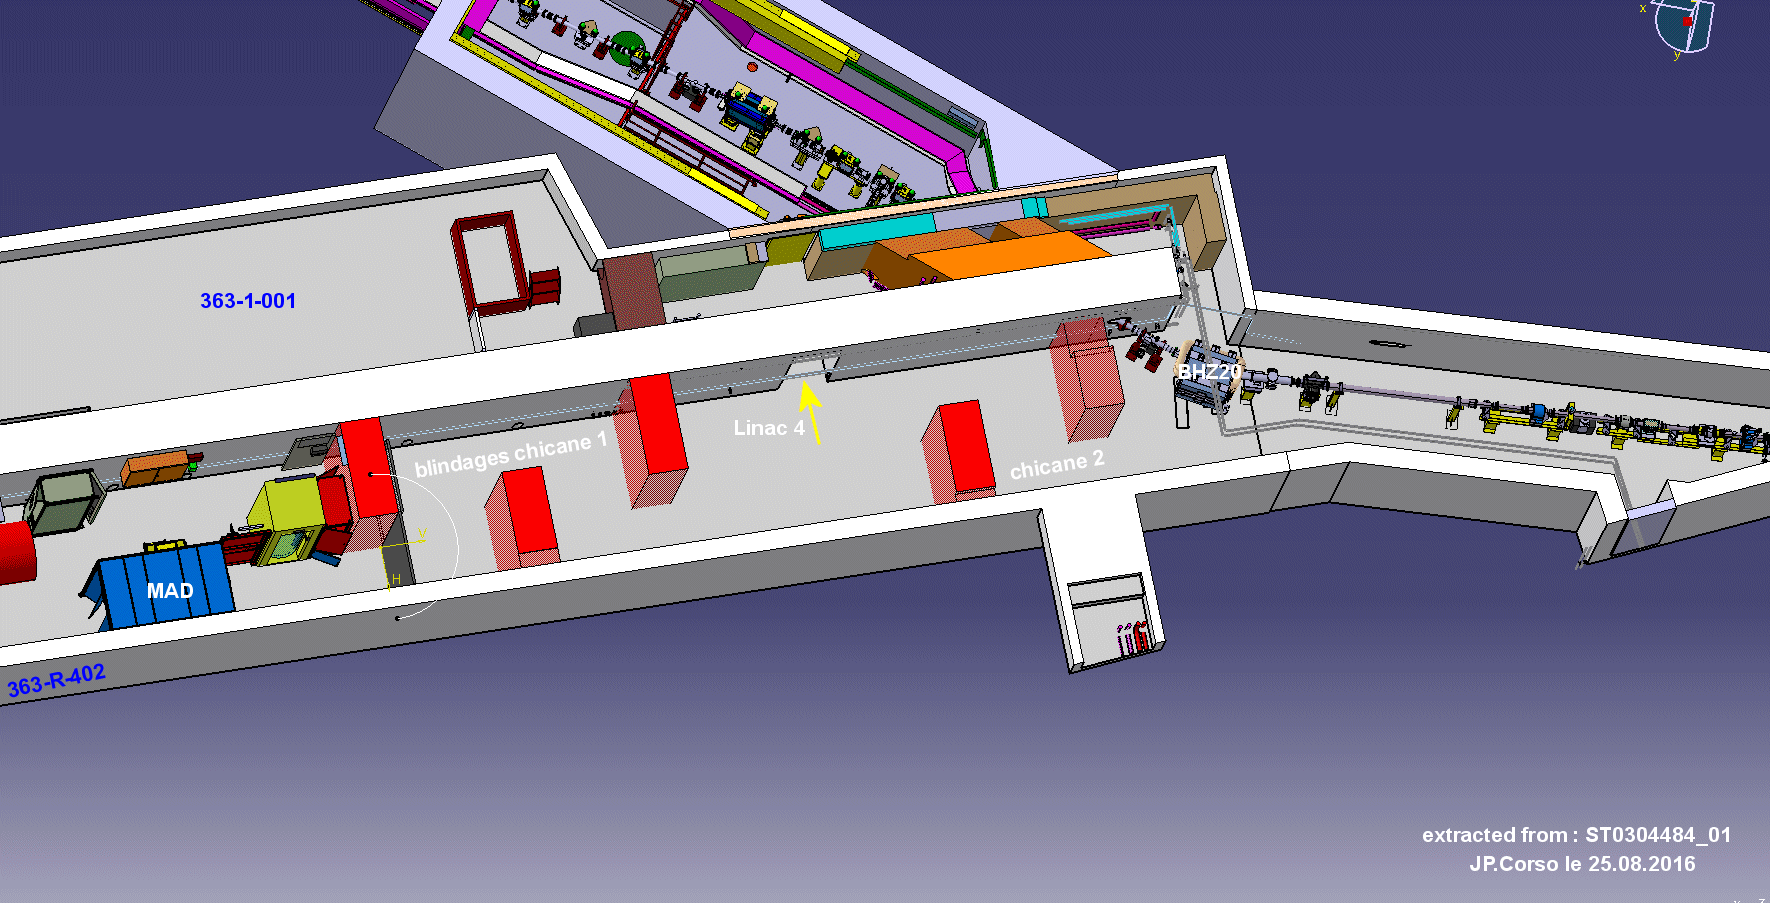 x
y
363-1-001
BHZ20
Linac 4
blindages chicane 1
chicane 2
V
H
MAD
363-R-402
extracted from : ST0304484_01
JP.Corso le 25.08.2016